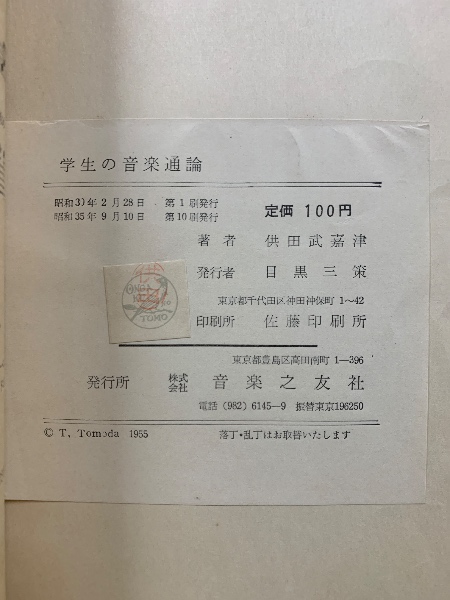 学生の音楽通論
昭和30年2月28日 第1刷発行
昭和35年9月10日 第10刷発行
定価 100円
著者 供田武嘉津
発行者 目黒三策
東京都千代田区神田神保町 1〜42
印刷所 佐藤印刷所
東京都豊島区高田南町 1—396
発行所 株式会社 音楽之友社
電話 (982) 6145—9 振替東京196250
© T, Tomoda 1955
落丁・乱丁はお取替いたします